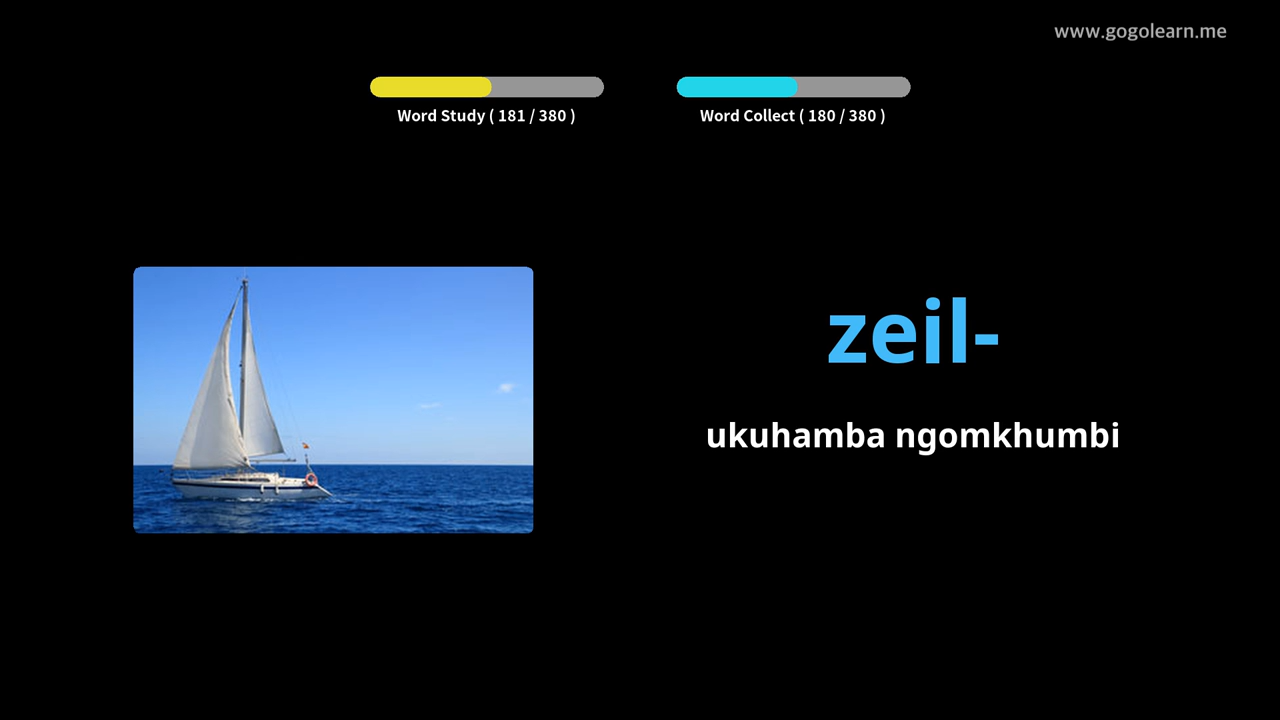 www.gogolearn.me
Word Study ( 181 / 380 )
Word Collect ( 180 / 380 )
zeil-
ukuhamba ngomkhumbi